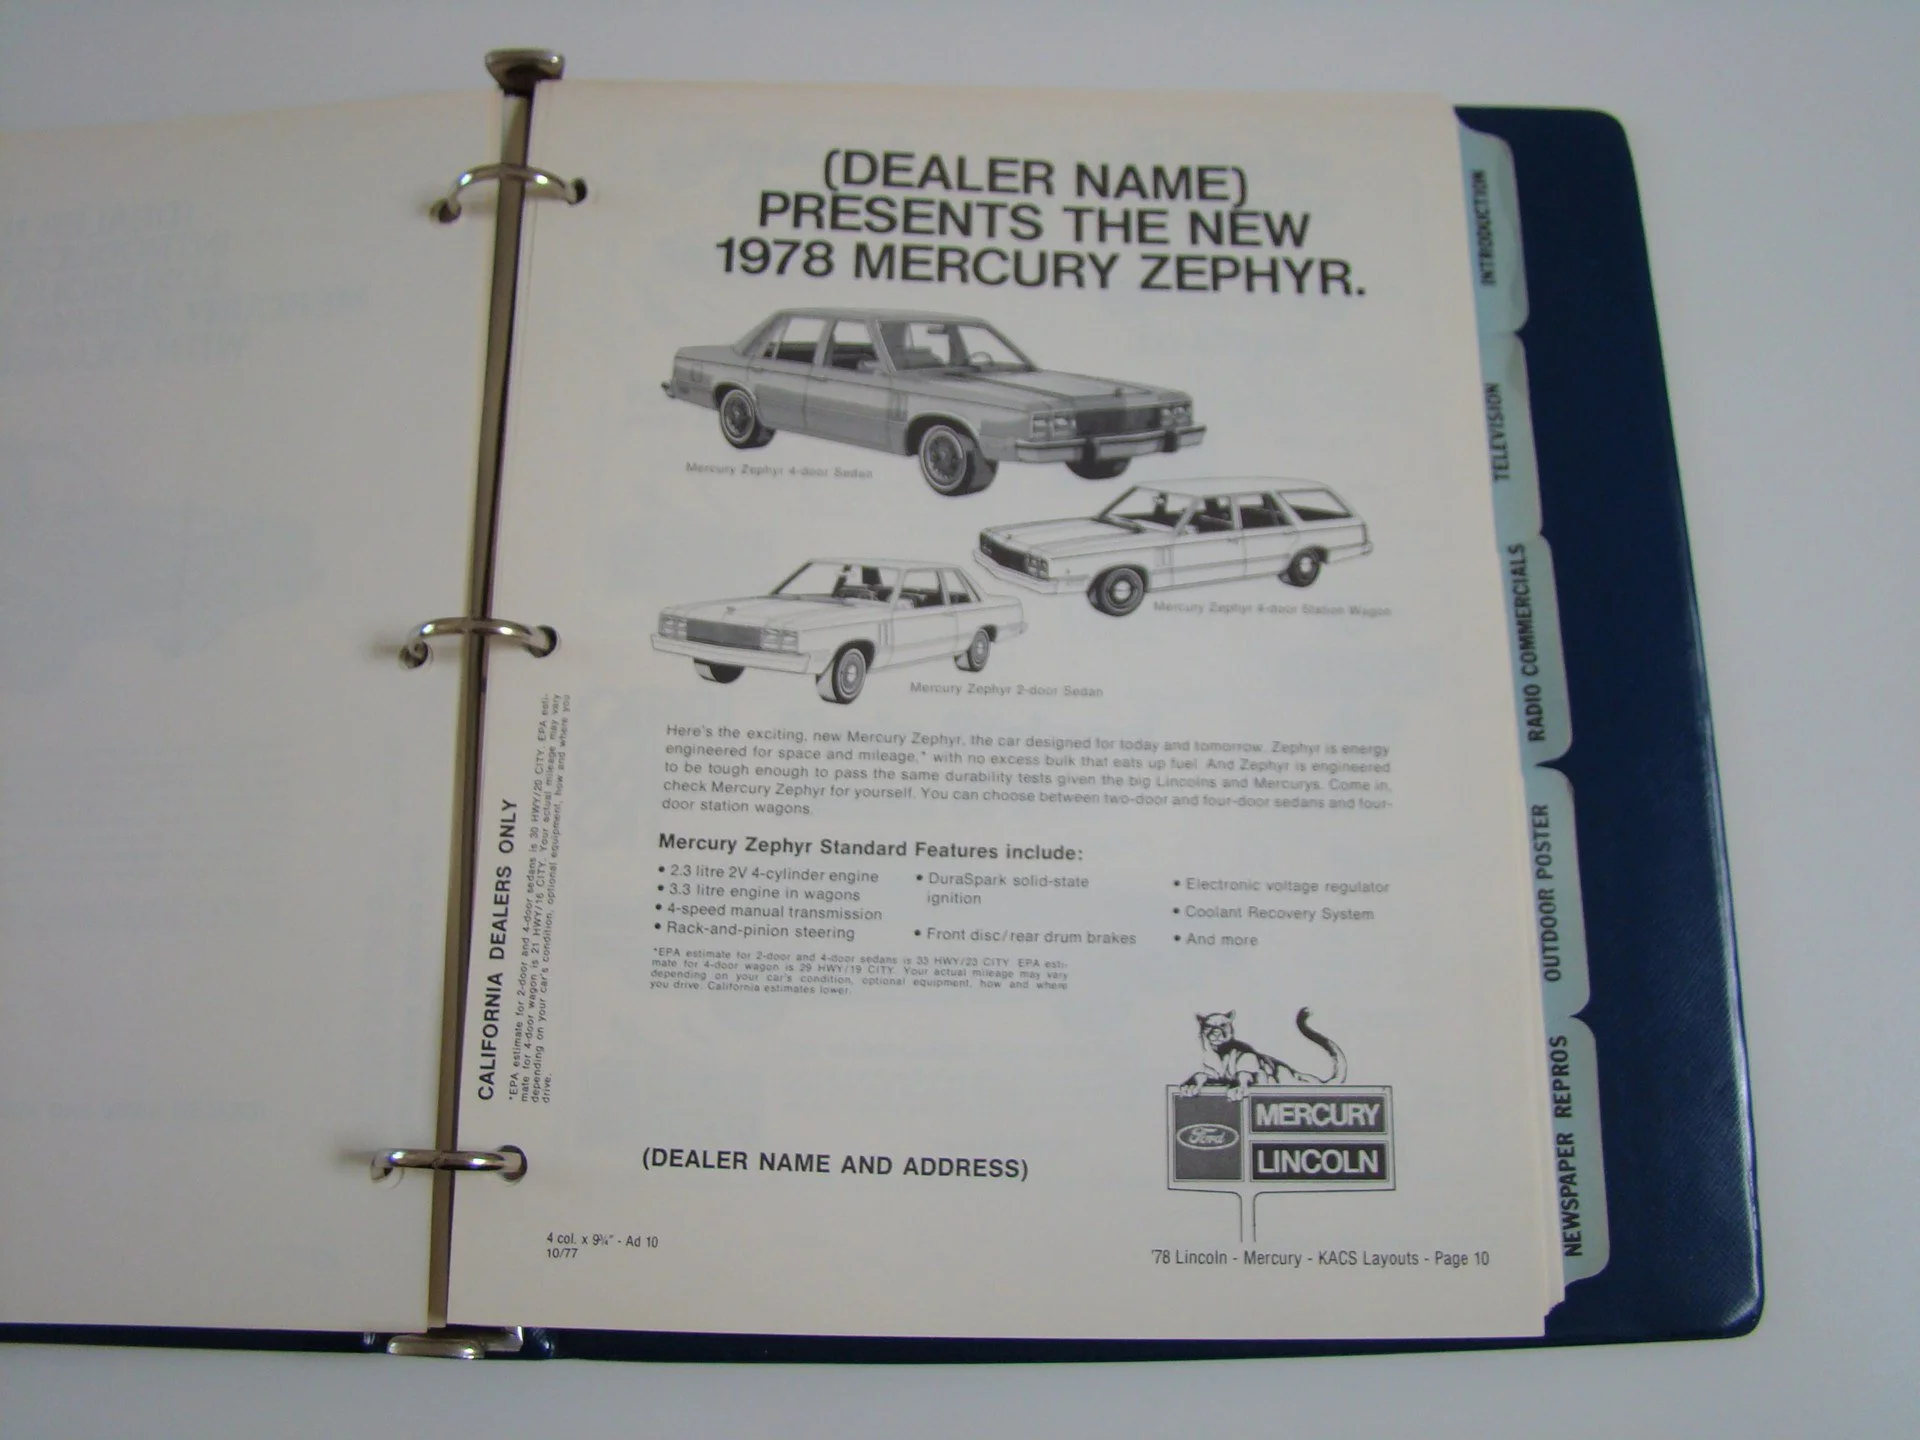 (DEALER NAME)
PRESENTS THE NEW
1978 MERCURY ZEPHYR.
Mercury Zephyr 4-door Sedan
Mercury Zephyr 4-door Station Wagon
Mercury Zephyr 2-door Sedan
Here's the exciting, new Mercury Zephyr, the car designed for today and tomorrow. Zephyr is energy
engineered for space and mileage,* with no excess bulk that eats up fuel. And Zephyr is engineered
to be tough enough to pass the same durability tests given the big Lincolns and Mercurys. Come in,
check Mercury Zephyr for yourself. You can choose between two-door and four-door sedans and four-
door station wagons.
Mercury Zephyr Standard Features include:
• 2.3 litre 2V 4-cylinder engine
• 3.3 litre engine in wagons
• 4-speed manual transmission
• Rack-and-pinion steering
• DuraSpark solid-state
ignition
• Front disc/rear drum brakes
• Electronic voltage regulator
• Coolant Recovery System
• And more
*EPA estimate for 2-door and 4-door sedans is 33 HWY/23 CITY. EPA esti-
mate for 4-door wagon is 29 HWY/19 CITY. Your actual mileage may vary
depending on your car's condition, optional equipment, how and where
you drive. California estimates lower.
CALIFORNIA DEALERS ONLY
*EPA estimate for 2-door and 4-door sedans is 30 HWY/20 CITY. EPA esti-
mate for 4-door wagon is 21 HWY/16 CITY. Your actual mileage may vary
depending on your car's condition, optional equipment, how and where you
drive.
Ford
MERCURY
LINCOLN
(DEALER NAME AND ADDRESS)
4 col. x 9¾" - Ad 10
10/77
'78 Lincoln - Mercury - KACS Layouts - Page 10
INTRODUCTION
TELEVISION
RADIO COMMERCIALS
OUTDOOR POSTER
NEWSPAPER REPROS